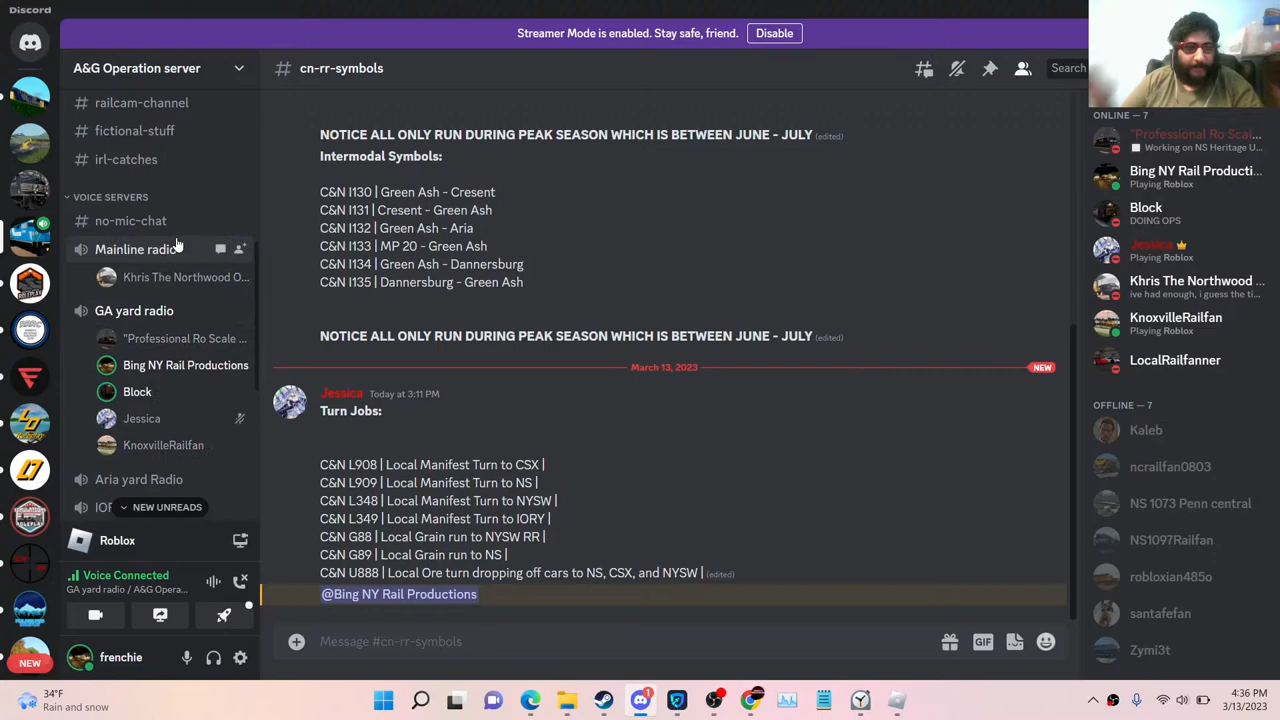 Discord
Streamer Mode is enabled. Stay safe, friend.
Disable
A&G Operation server
cn-rr-symbols
Search
railcam-channel
fictional-stuff
irl-catches
VOICE SERVERS
no-mic-chat
Mainline radio
Khris The Northwood O...
GA yard radio
"Professional Ro Scale ...
Bing NY Rail Productions
Block
Jessica
KnoxvilleRailfan
Aria yard Radio
IOR
NEW UNREADS
Roblox
Voice Connected
GA yard radio / A&G Opera...
frenchie
NEW
NOTICE ALL ONLY RUN DURING PEAK SEASON WHICH IS BETWEEN JUNE - JULY (edited)
Intermodal Symbols:
C&N I130 | Green Ash - Cresent
C&N I131 | Cresent - Green Ash
C&N I132 | Green Ash - Aria
C&N I133 | MP 20 - Green Ash
C&N I134 | Green Ash - Dannersburg
C&N I135 | Dannersburg - Green Ash
NOTICE ALL ONLY RUN DURING PEAK SEASON WHICH IS BETWEEN JUNE - JULY (edited)
March 13, 2023
NEW
Jessica Today at 3:11 PM
Turn Jobs:
C&N L908 | Local Manifest Turn to CSX |
C&N L909 | Local Manifest Turn to NS |
C&N L348 | Local Manifest Turn to NYSW |
C&N L349 | Local Manifest Turn to IORY |
C&N G88 | Local Grain run to NYSW RR |
C&N G89 | Local Grain run to NS |
C&N U888 | Local Ore turn dropping off cars to NS, CSX, and NYSW | (edited)
@Bing NY Rail Productions
Message #cn-rr-symbols
GIF
ONLINE — 7
"Professional Ro Scal...
Working on NS Heritage U...
Bing NY Rail Producti...
Playing Roblox
Block
DOING OPS
Jessica
Playing Roblox
Khris The Northwood ...
ive had enough, i guess the ti...
KnoxvilleRailfan
Playing Roblox
LocalRailfanner
OFFLINE — 7
Kaleb
ncrailfan0803
NS 1073 Penn central
NS1097Railfan
robloxian485o
santafefan
Zymi3t
34°F
Rain and snow
1
4:36 PM
3/13/2023